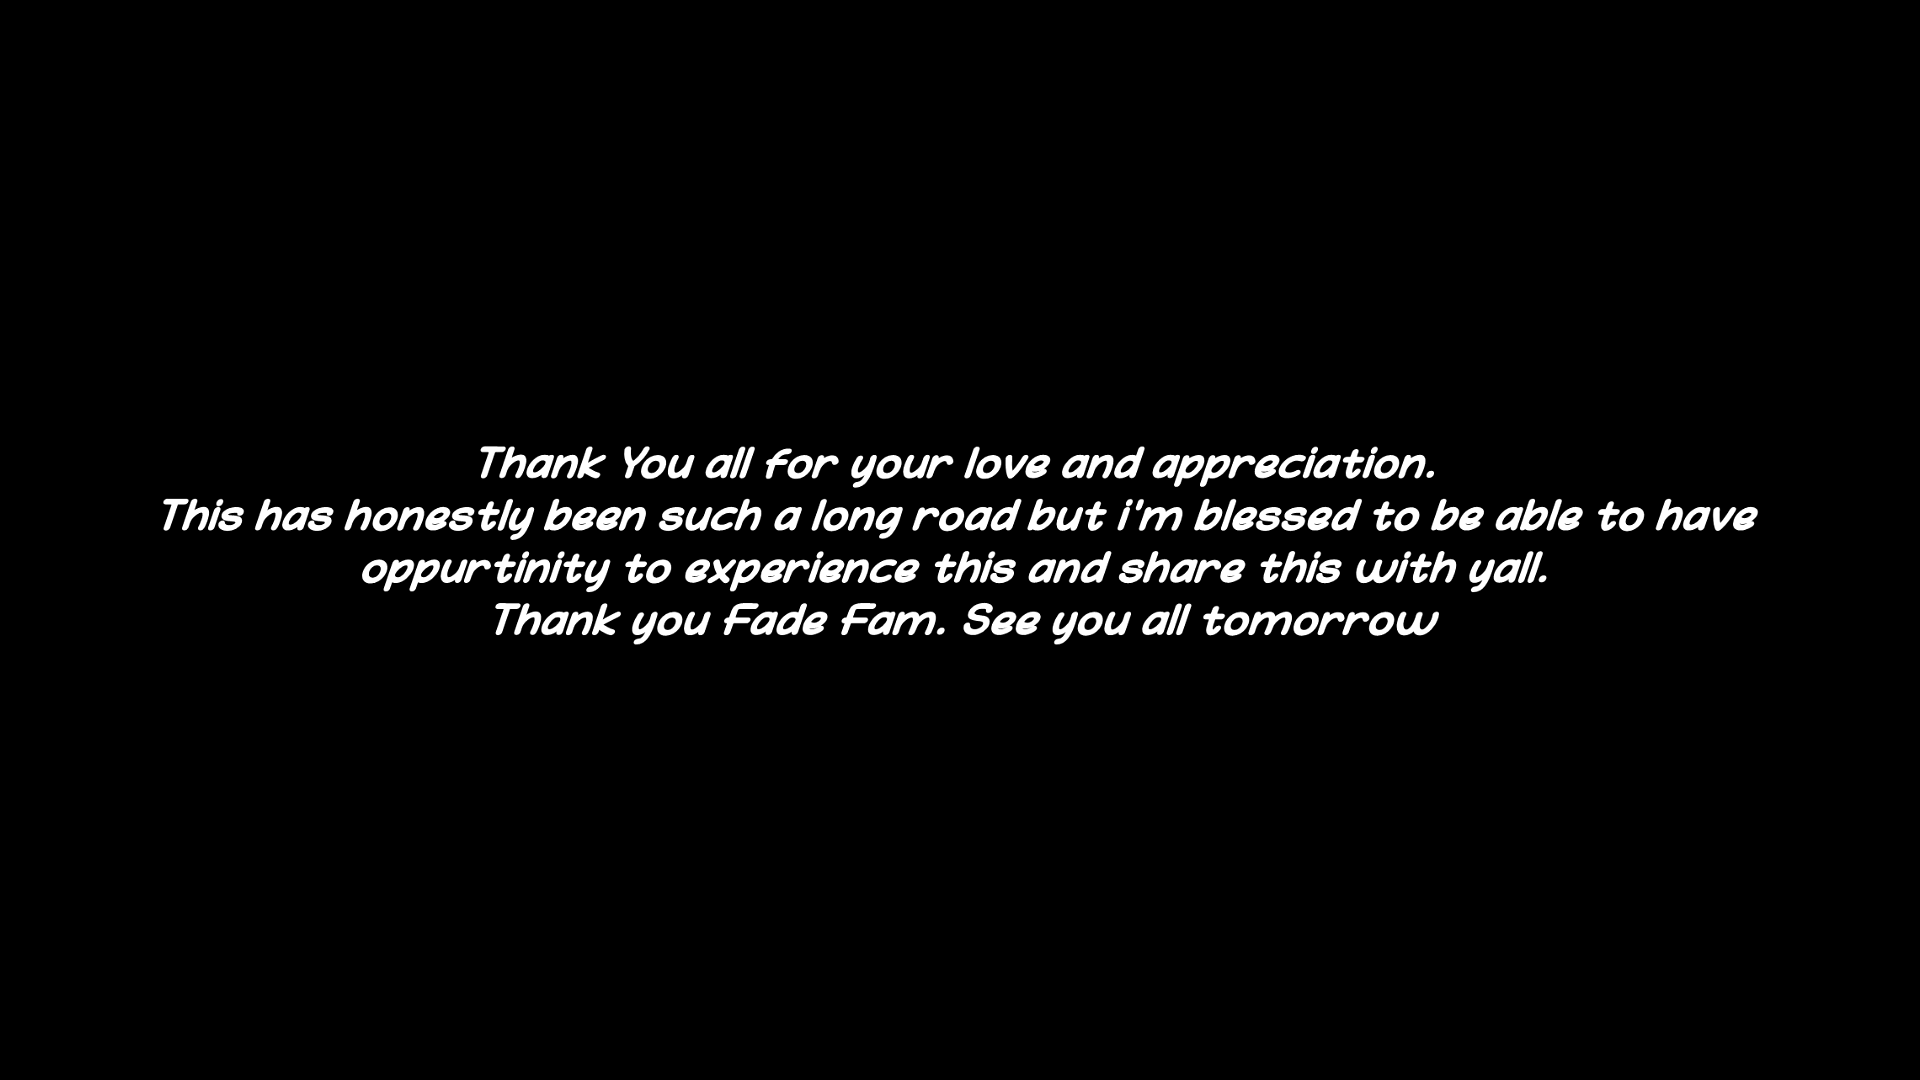 Thank You all for your love and appreciation.
This has honestly been such a long road but i'm blessed to be able to have
oppurtinity to experience this and share this with yall.
Thank you Fade Fam. See you all tomorrow